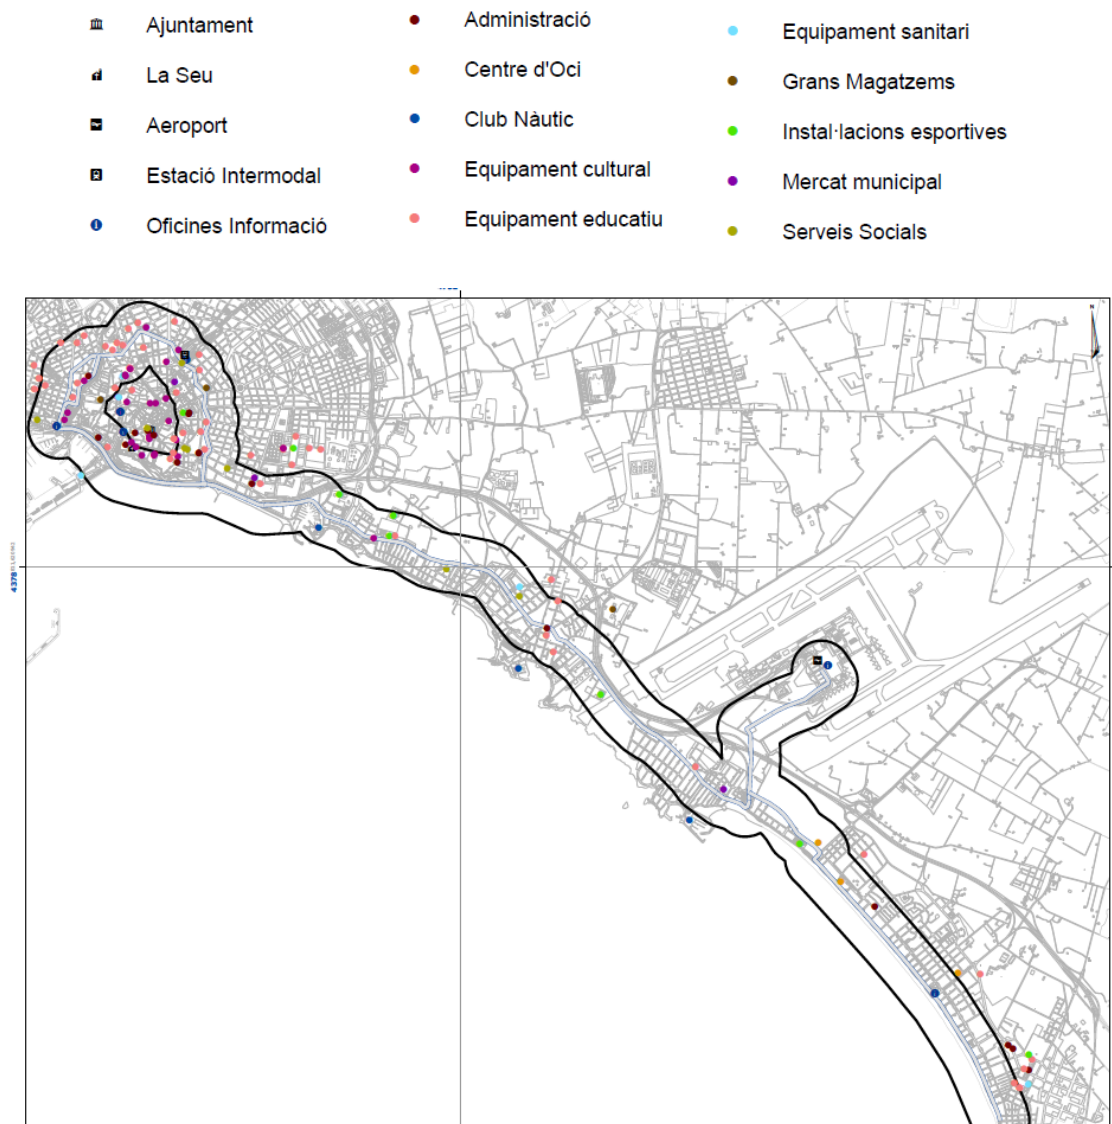 Ajuntament
La Seu
Aeroport
Estació Intermodal
Oficines Informació
Administració
Centre d'Oci
Club Nàutic
Equipament cultural
Equipament educatiu
Equipament sanitari
Grans Magatzems
Instal·lacions esportives
Mercat municipal
Serveis Socials
N
4378